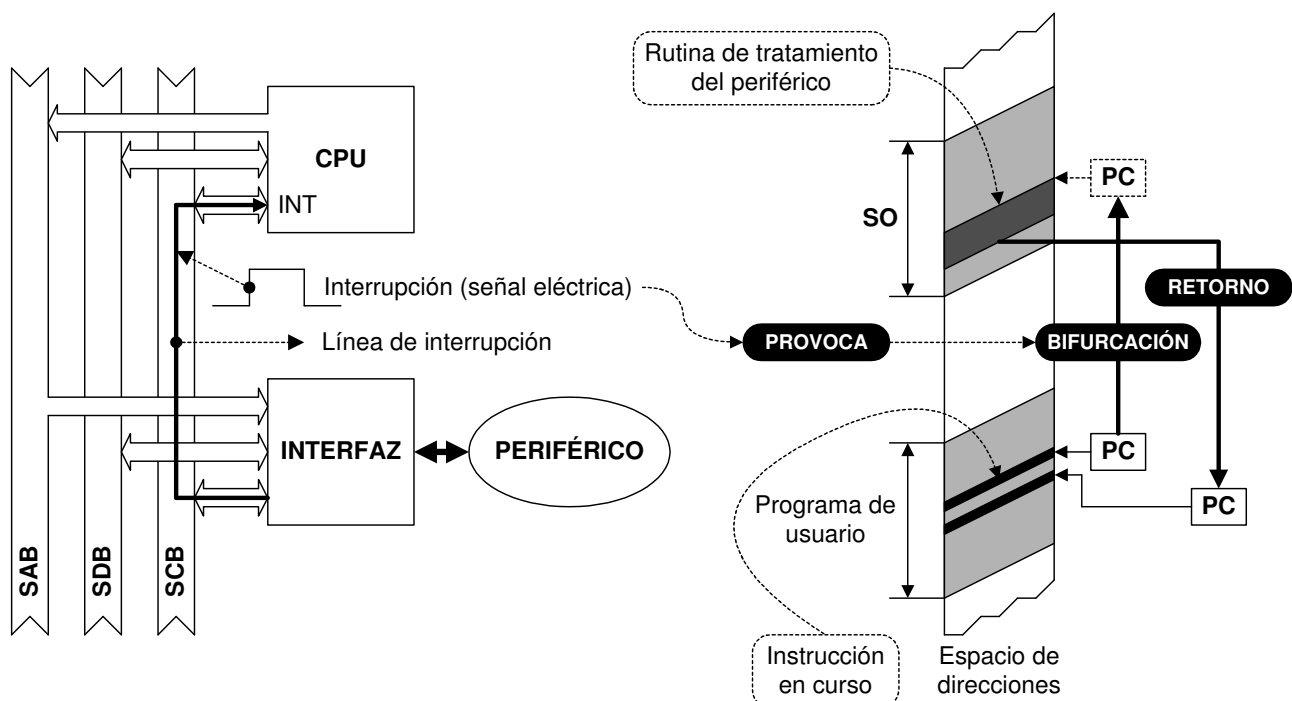 SAB
SDB
SCB
CPU
INT
Interrupción (señal eléctrica)
Línea de interrupción
INTERFAZ
PERIFÉRICO
Rutina de tratamiento
del periférico
SO
PC
RETORNO
PROVOCA
BIFURCACIÓN
PC
PC
Programa de
usuario
Instrucción
en curso
Espacio de
direcciones